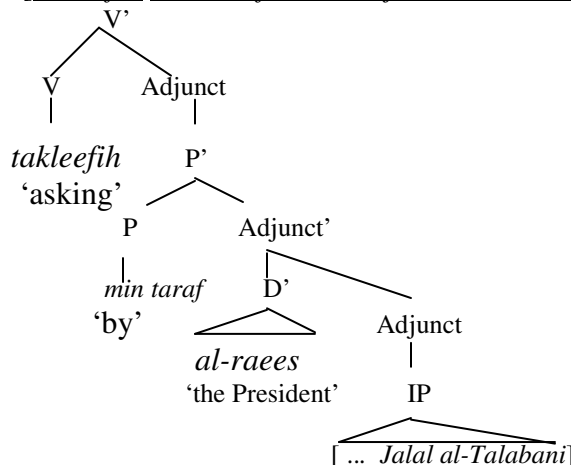 V’
V Adjunct
takleefih P’
‘asking’
P Adjunct’
min taraf D’
‘by’ Adjunct
al-raees
‘the President’ IP
[ ... Jalal al-Talabani]